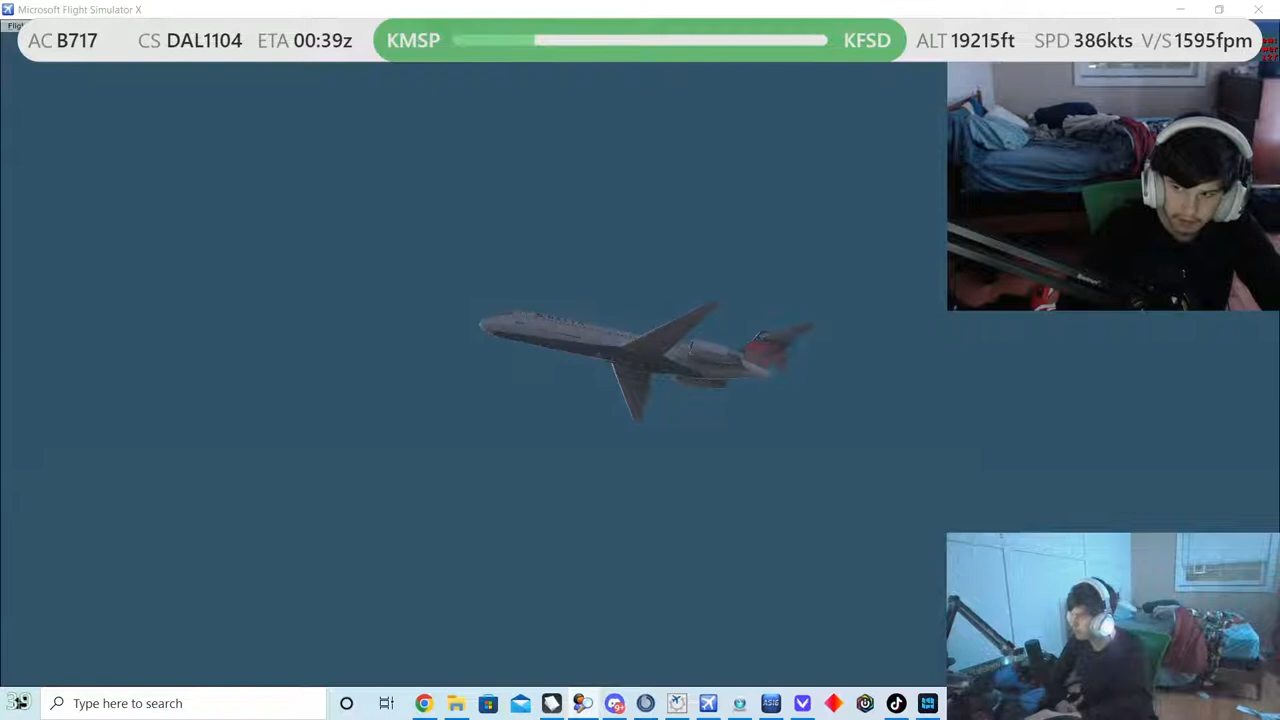 Microsoft Flight Simulator X
AC B717 CS DAL1104 ETA 00:39z KMSP KFSD ALT 19215ft SPD 386kts V/S 1595fpm
Type here to search